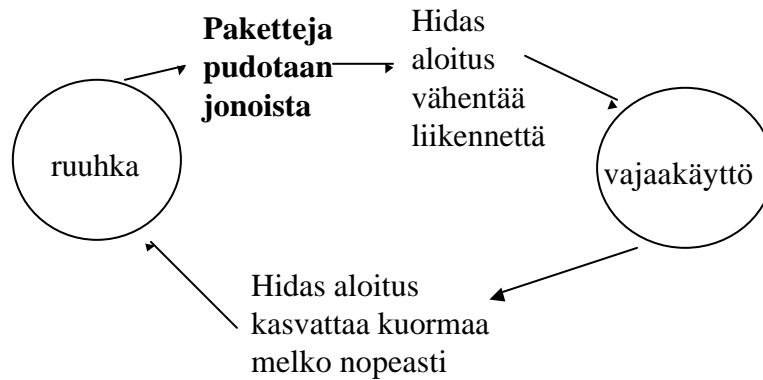 Paketteja
pudotaan
jonoista
Hidas
aloitus
vähentää
liikennettä
ruuhka
vajaakäyttö
Hidas aloitus
kasvattaa kuormaa
melko nopeasti